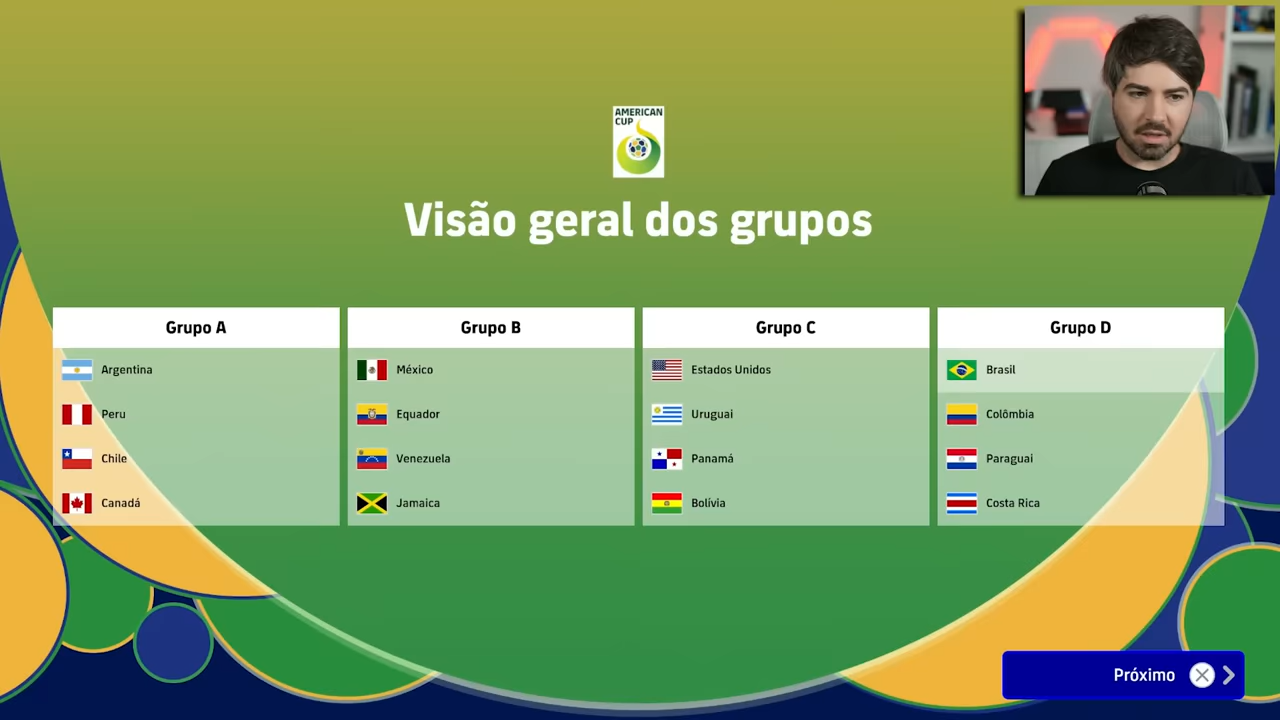 AMERICAN
CUP
Visão geral dos grupos
Grupo A
Argentina
Peru
Chile
Canadá
Grupo B
México
Equador
Venezuela
Jamaica
Grupo C
Estados Unidos
Uruguai
Panamá
Bolívia
Grupo D
Brasil
Colômbia
Paraguai
Costa Rica
Próximo